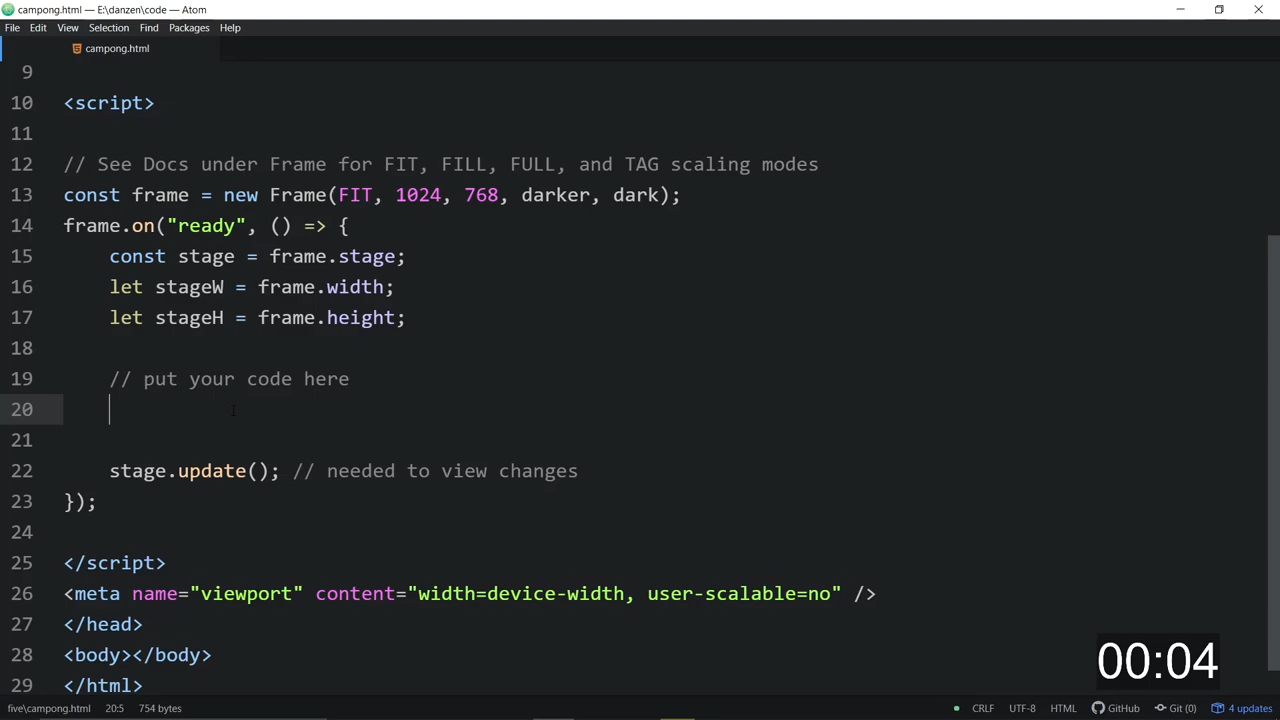 campong.html — E:\danzen\code — Atom
File Edit View Selection Find Packages Help
campong.html
9
10 <script>
11
12 // See Docs under Frame for FIT, FILL, FULL, and TAG scaling modes
13 const frame = new Frame(FIT, 1024, 768, darker, dark);
14 frame.on("ready", () => {
15     const stage = frame.stage;
16     let stageW = frame.width;
17     let stageH = frame.height;
18
19     // put your code here
20
21
22     stage.update(); // needed to view changes
23 });
24
25 </script>
26 <meta name="viewport" content="width=device-width, user-scalable=no" />
27 </head>
28 <body></body>
29 </html>
00:04
five\campong.html 20:5 754 bytes CRLF UTF-8 HTML GitHub Git (0) 4 updates